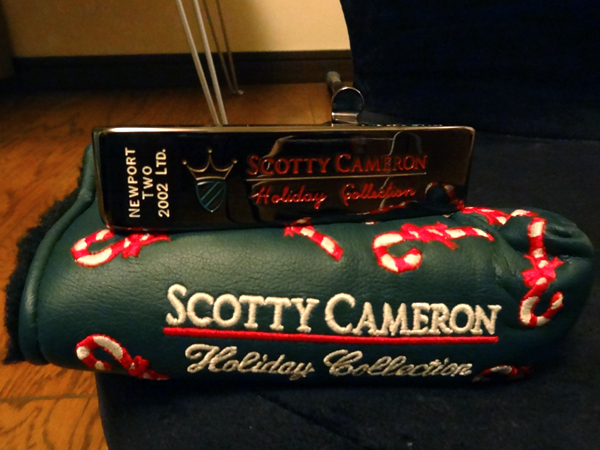 NEWPORT
TWO
2002 LTD.
SCOTTY CAMERON
Holiday Collection
SCOTTY CAMERON
Holiday Collection